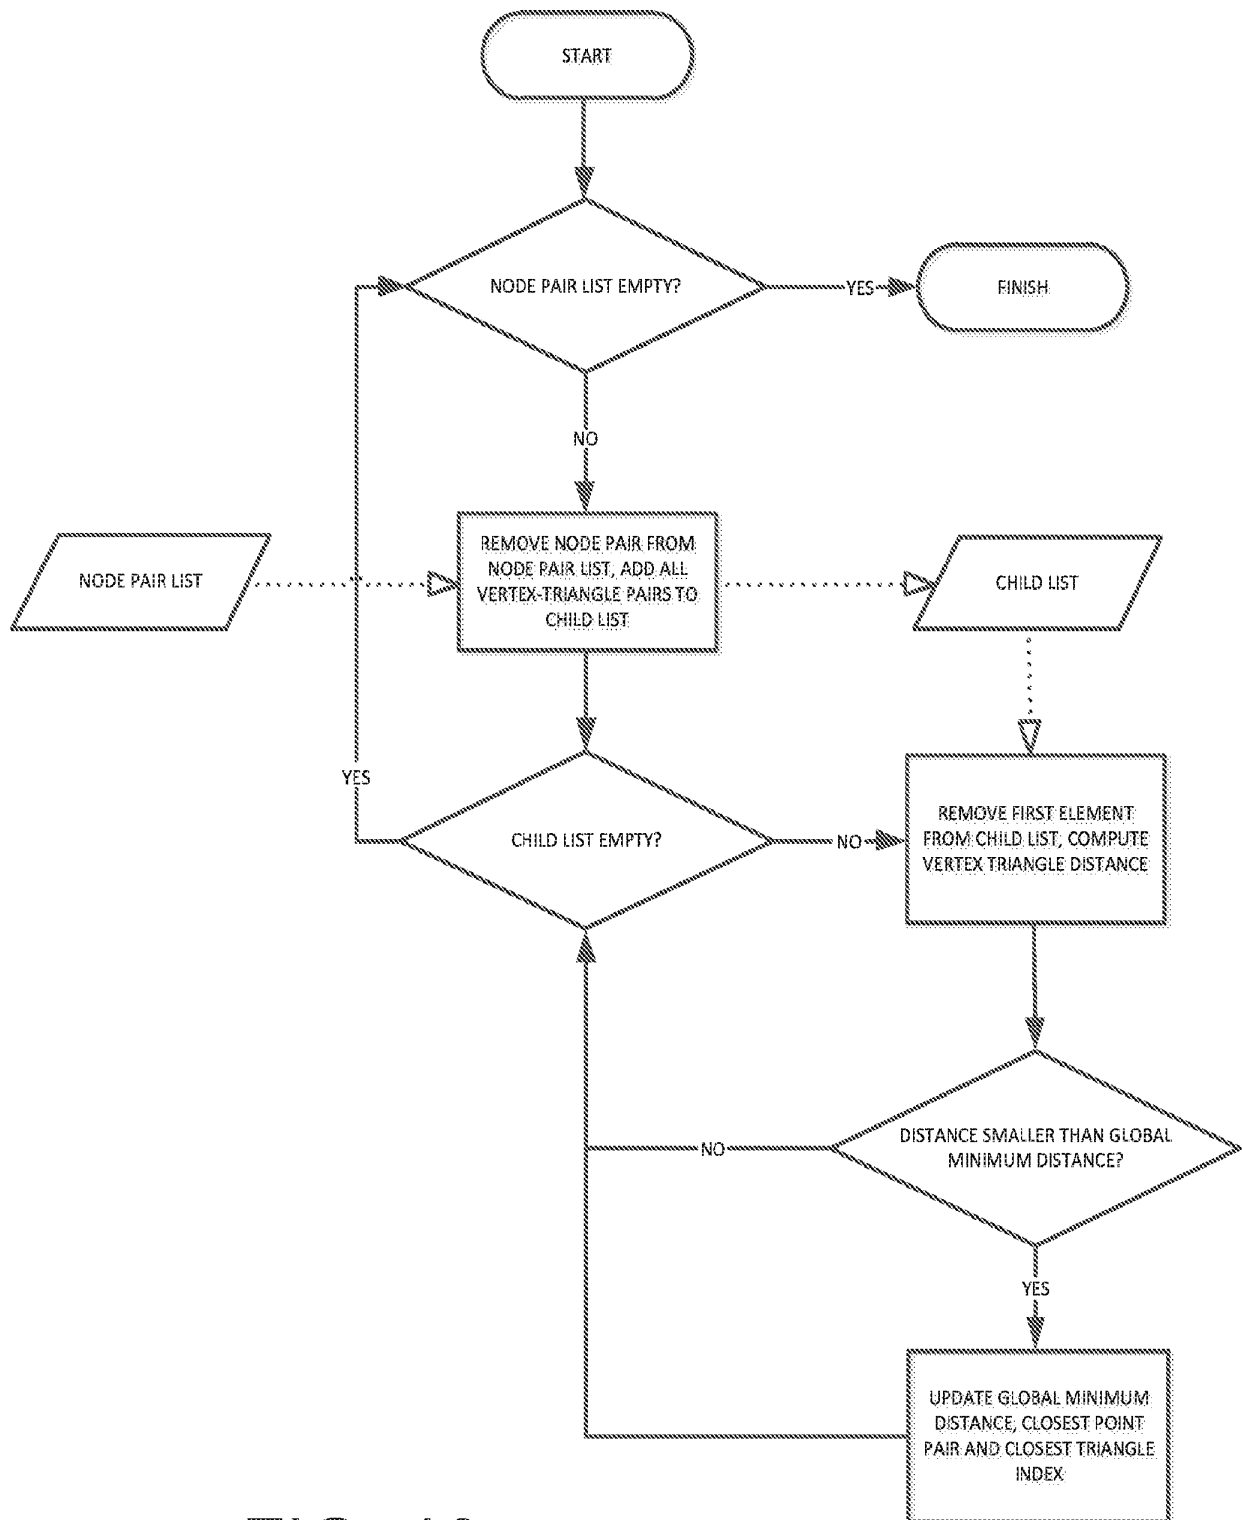 START
NODE PAIR LIST EMPTY?
YES
FINISH
NO
NODE PAIR LIST
REMOVE NODE PAIR FROM
NODE PAIR LIST, ADD ALL
VERTEX-TRIANGLE PAIRS TO
CHILD LIST
CHILD LIST
YES
CHILD LIST EMPTY?
NO
REMOVE FIRST ELEMENT
FROM CHILD LIST, COMPUTE
VERTEX TRIANGLE DISTANCE
DISTANCE SMALLER THAN GLOBAL
MINIMUM DISTANCE?
NO
YES
UPDATE GLOBAL MINIMUM
DISTANCE, CLOSEST POINT
PAIR AND CLOSEST TRIANGLE
INDEX